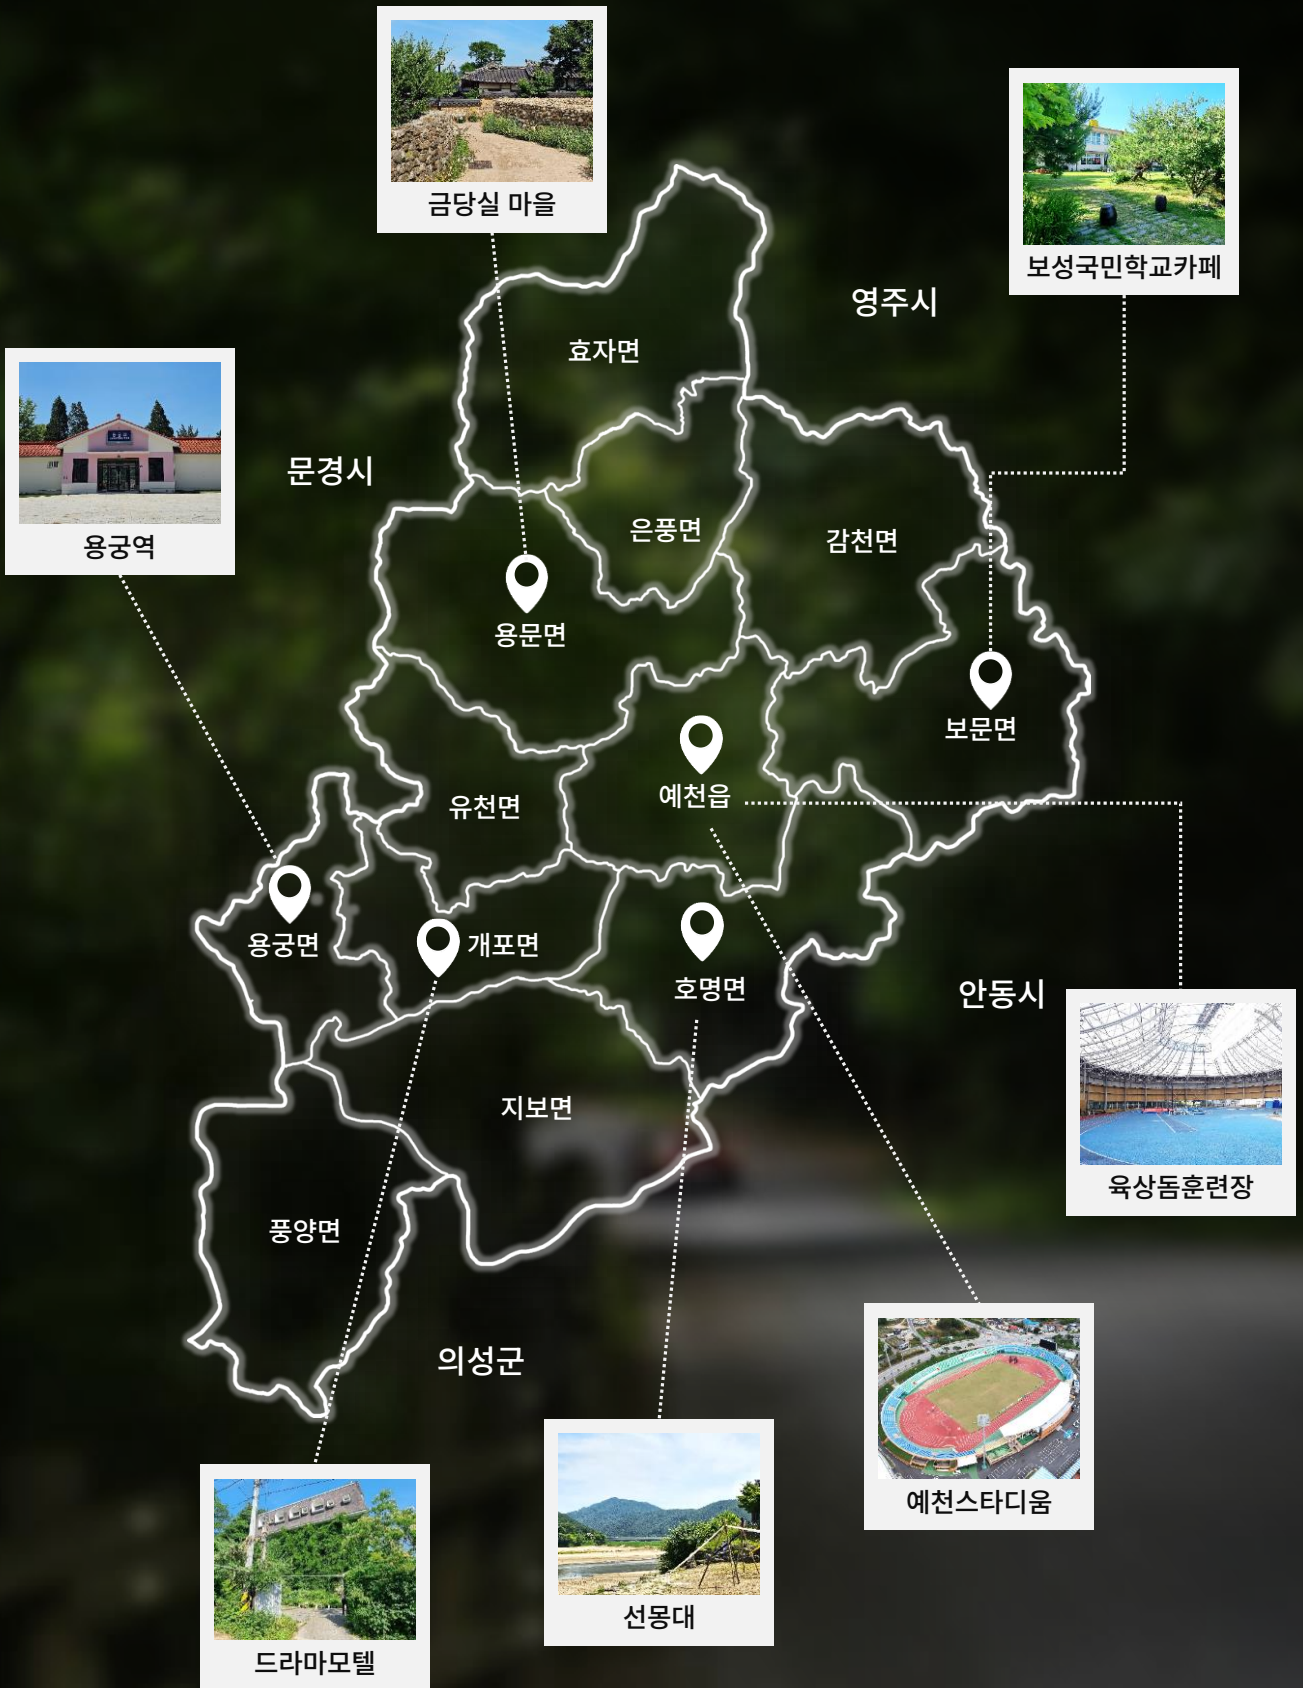 금당실 마을
보성국민학교카페
영주시
효자면
문경시
용궁역
은풍면
감천면
용문면
보문면
예천읍
유천면
용궁면
개포면
호명면
안동시
지보면
육상돔훈련장
풍양면
의성군
예천스타디움
선몽대
드라마모텔